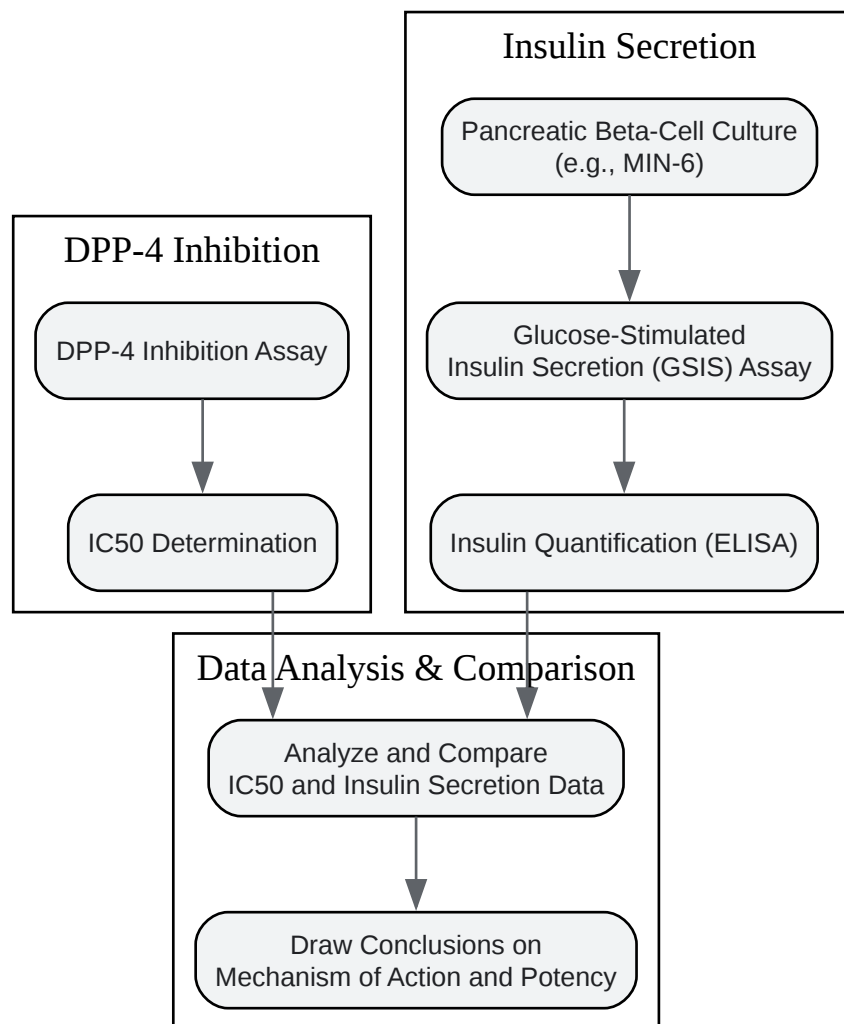 Insulin Secretion
Pancreatic Beta-Cell Culture
(e.g., MIN-6)
DPP-4 Inhibition
DPP-4 Inhibition Assay
Glucose-Stimulated
Insulin Secretion (GSIS) Assay
IC50 Determination
Insulin Quantification (ELISA)
Data Analysis & Comparison
Analyze and Compare
IC50 and Insulin Secretion Data
Draw Conclusions on
Mechanism of Action and Potency